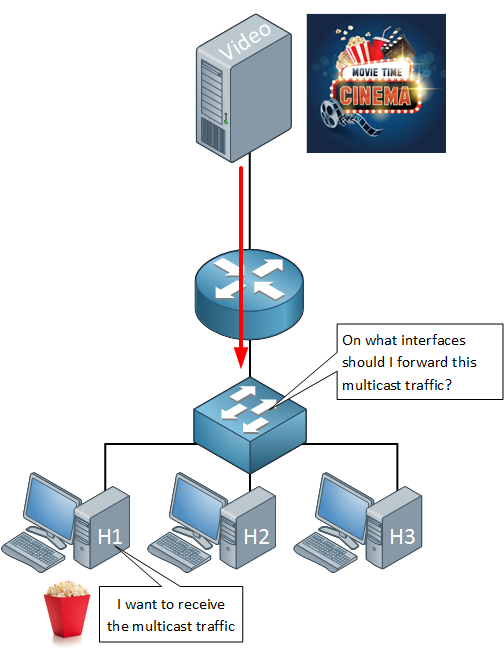 Video
MOVIE TIME
CINEMA
On what interfaces
should I forward this
multicast traffic?
H1
H2
H3
I want to receive
the multicast traffic